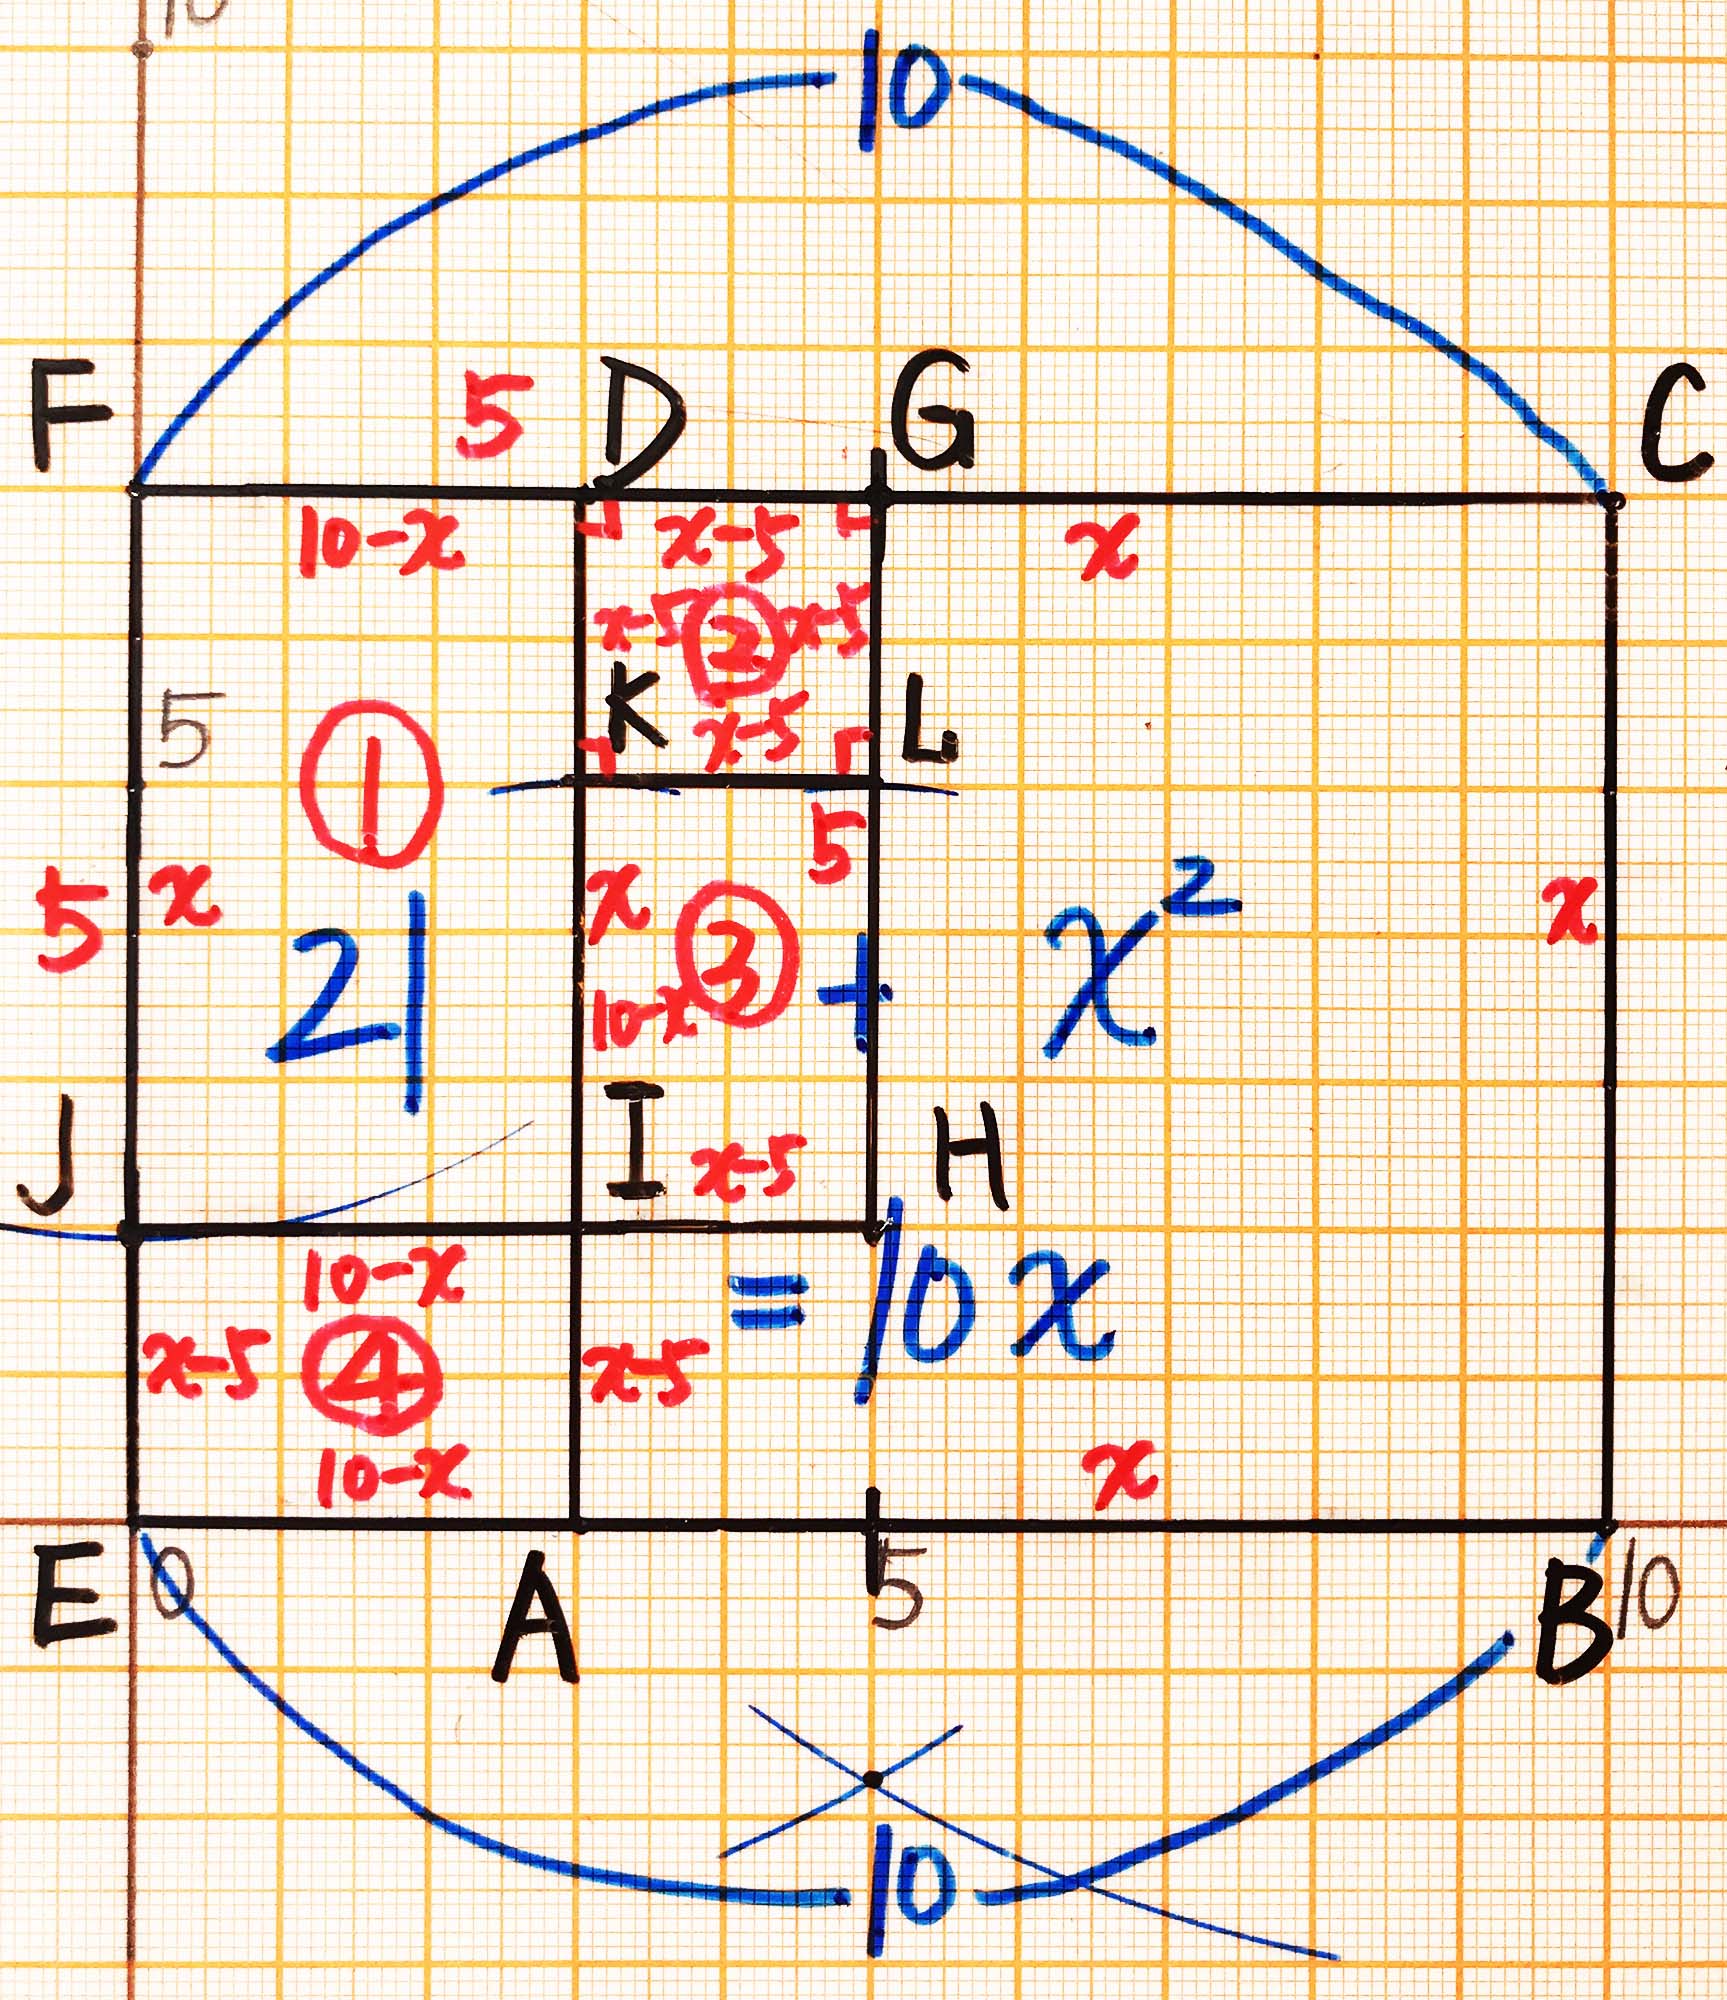 10
10
F 5 D G C
10-x x-5 x
x-5 ② x-5
5 K x-5 L
① 5
5 x x ③ x² x
21 10-x +
J I x-5 H
10-x = 10x
x-5 ④ x-5
10-x x
E 0 A 5 B 10
10